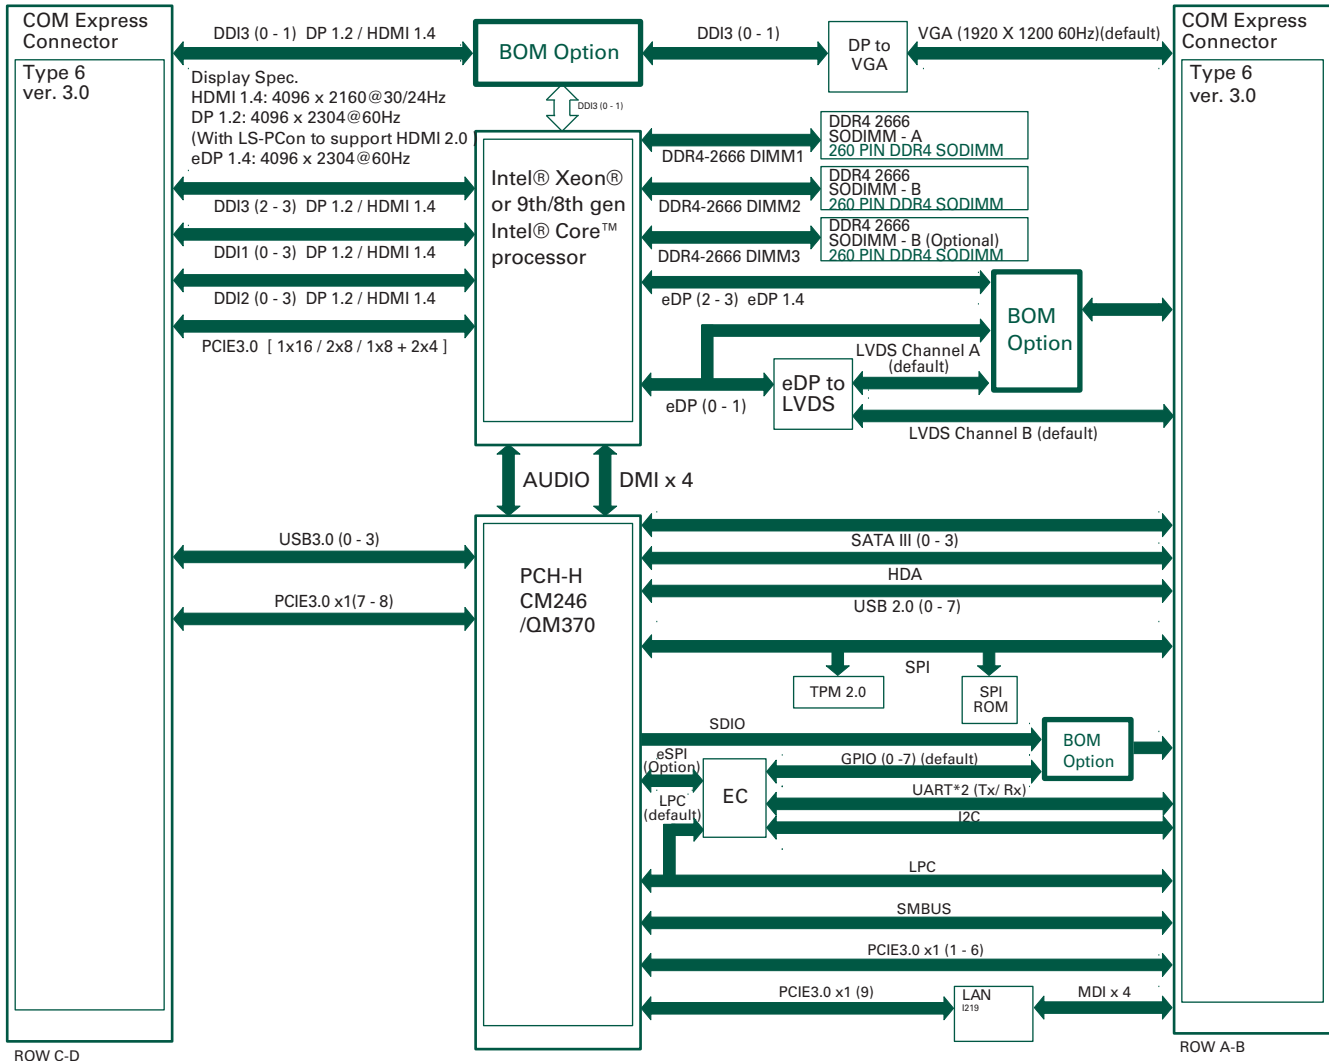 COM Express
Connector
Type 6
ver. 3.0
DDI3 (0 - 1)  DP 1.2 / HDMI 1.4
Display Spec.
HDMI 1.4: 4096 x 2160@30/24Hz
DP 1.2: 4096 x 2304@60Hz
(With LS-PCon to support HDMI 2.0
eDP 1.4: 4096 x 2304@60Hz
DDI3 (2 - 3)  DP 1.2 / HDMI 1.4
DDI1 (0 - 3)  DP 1.2 / HDMI 1.4
DDI2 (0 - 3)  DP 1.2 / HDMI 1.4
PCIE3.0  [ 1x16 / 2x8 / 1x8 + 2x4 ]
USB3.0 (0 - 3)
PCIE3.0 x1(7 - 8)
ROW C-D
BOM Option
DDI3 (0 - 1)
Intel® Xeon®
or 9th/8th gen
Intel® Core™
processor
AUDIO
DMI x 4
PCH-H
CM246
/QM370
DDI3 (0 - 1)
DP to
VGA
VGA (1920 X 1200 60Hz)(default)
DDR4-2666 DIMM1
DDR4 2666
SODIMM - A
260 PIN DDR4 SODIMM
DDR4-2666 DIMM2
DDR4 2666
SODIMM - B
260 PIN DDR4 SODIMM
DDR4-2666 DIMM3
DDR4 2666
SODIMM - B (Optional)
260 PIN DDR4 SODIMM
eDP (2 - 3)  eDP 1.4
BOM
Option
LVDS Channel A
(default)
eDP (0 - 1)
eDP to
LVDS
LVDS Channel B (default)
SATA III (0 - 3)
HDA
USB 2.0 (0 - 7)
SPI
TPM 2.0
SPI
ROM
SDIO
BOM
Option
eSPI
(Option)
GPIO (0 -7) (default)
EC
UART*2 (Tx/ Rx)
LPC
(default)
I2C
LPC
SMBUS
PCIE3.0 x1 (1 - 6)
PCIE3.0 x1 (9)
LAN
I219
MDI x 4
COM Express
Connector
Type 6
ver. 3.0
ROW A-B